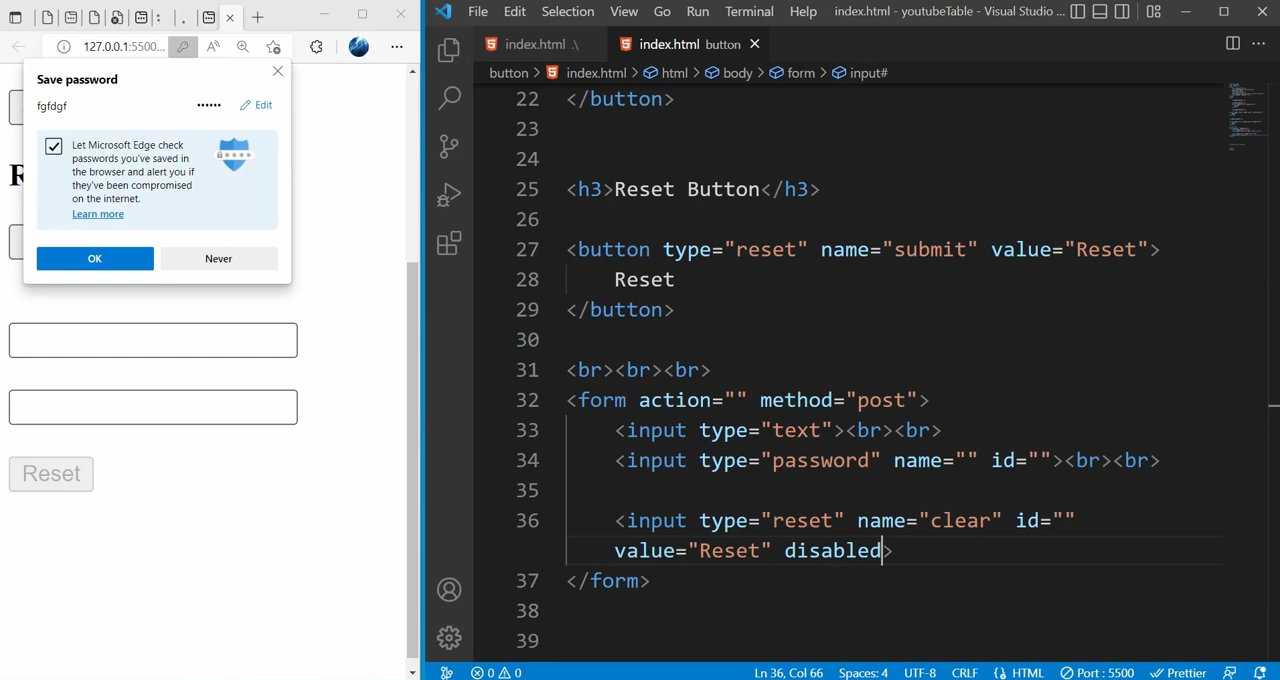 File Edit Selection View Go Run Terminal Help index.html - youtubeTable - Visual Studio ...
127.0.0.1:5500...
index.html .\ index.html button
button > index.html > html > body > form > input#
Save password
fgfdgf •••••• Edit
Let Microsoft Edge check
passwords you've saved in
the browser and alert you if
they've been compromised
on the internet.
Learn more
OK Never
R
Reset
22 </button>
23
24
25 <h3>Reset Button</h3>
26
27 <button type="reset" name="submit" value="Reset">
28 Reset
29 </button>
30
31 <br><br><br>
32 <form action="" method="post">
33 <input type="text"><br><br>
34 <input type="password" name="" id=""><br><br>
35
36 <input type="reset" name="clear" id=""
value="Reset" disabled>
37 </form>
38
39
0 0 Ln 36, Col 66 Spaces: 4 UTF-8 CRLF HTML Port : 5500 Prettier